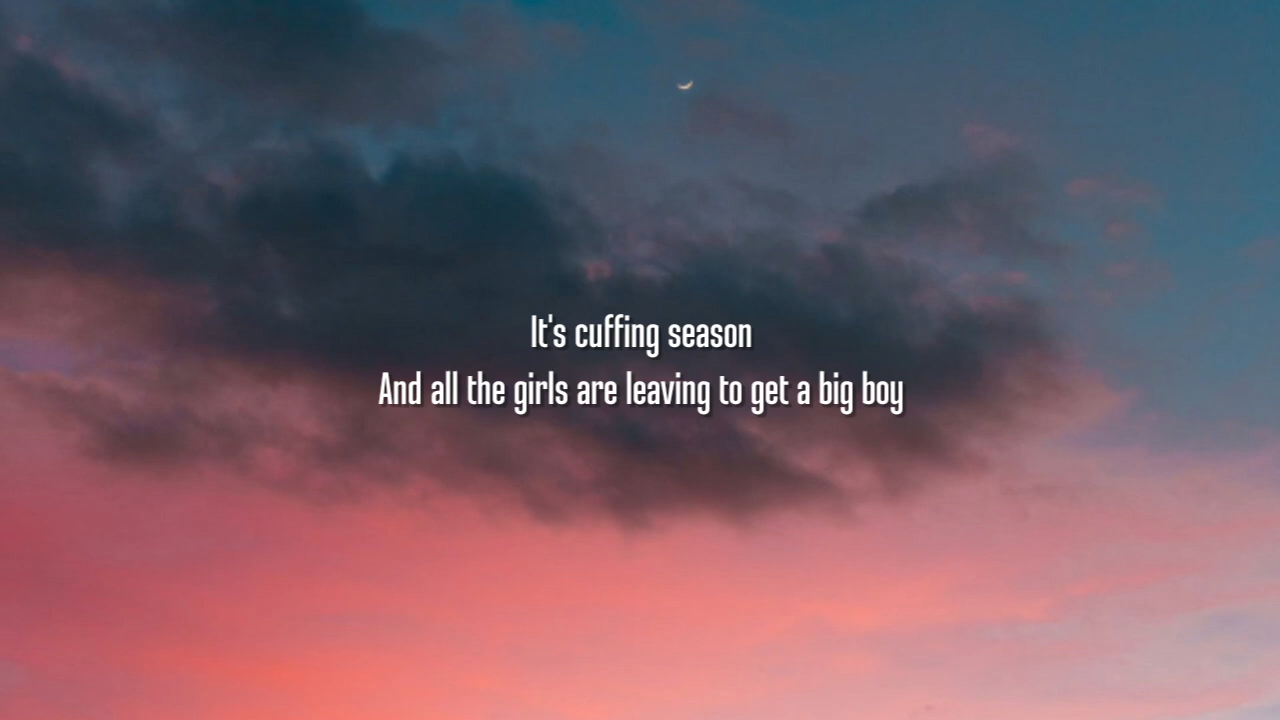 It's cuffing season
And all the girls are leaving to get a big boy